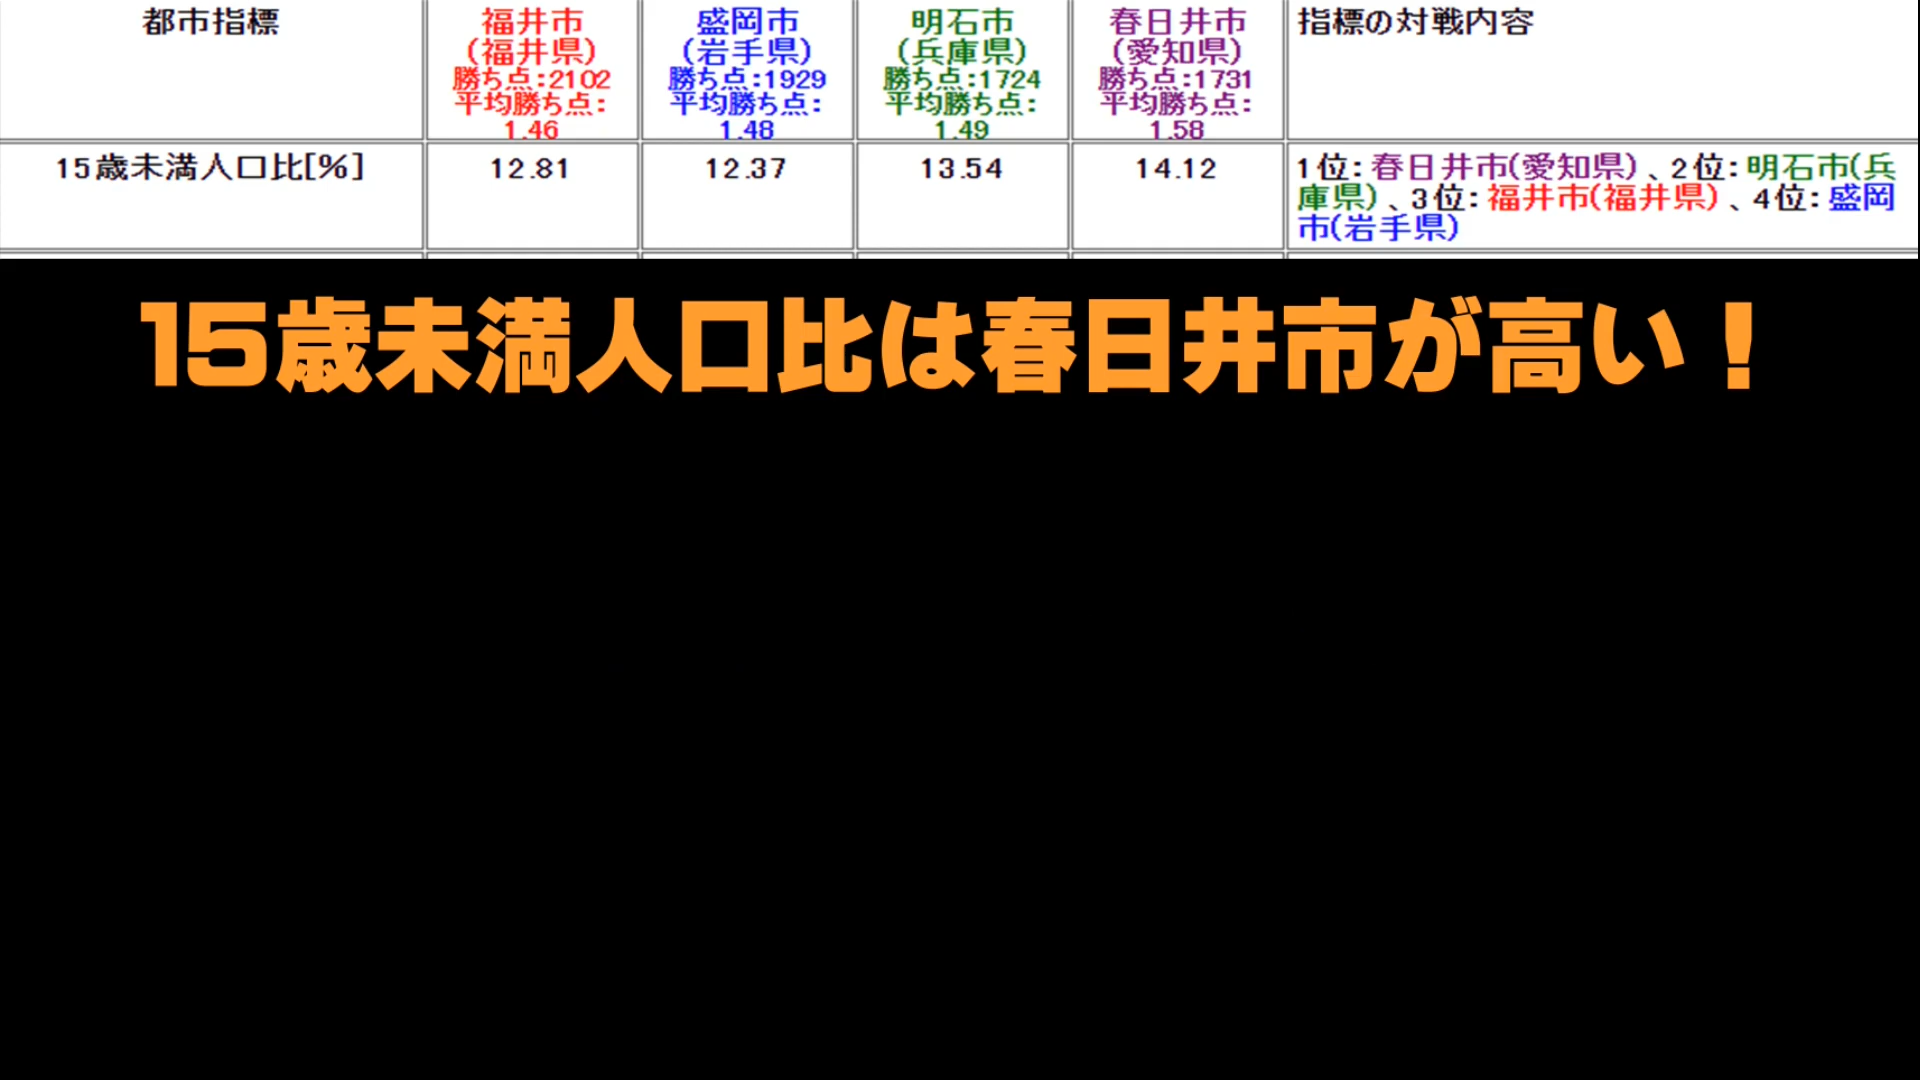 都市指標
福井市
(福井県)
勝ち点:2102
平均勝ち点:
1.46
盛岡市
(岩手県)
勝ち点:1929
平均勝ち点:
1.48
明石市
(兵庫県)
勝ち点:1724
平均勝ち点:
1.49
春日井市
(愛知県)
勝ち点:1731
平均勝ち点:
1.58
指標の対戦内容
15歳未満人口比[%]
12.81
12.37
13.54
14.12
1位:春日井市(愛知県)、2位:明石市(兵
庫県)、3位:福井市(福井県)、4位:盛岡
市(岩手県)
15歳未満人口比は春日井市が高い！